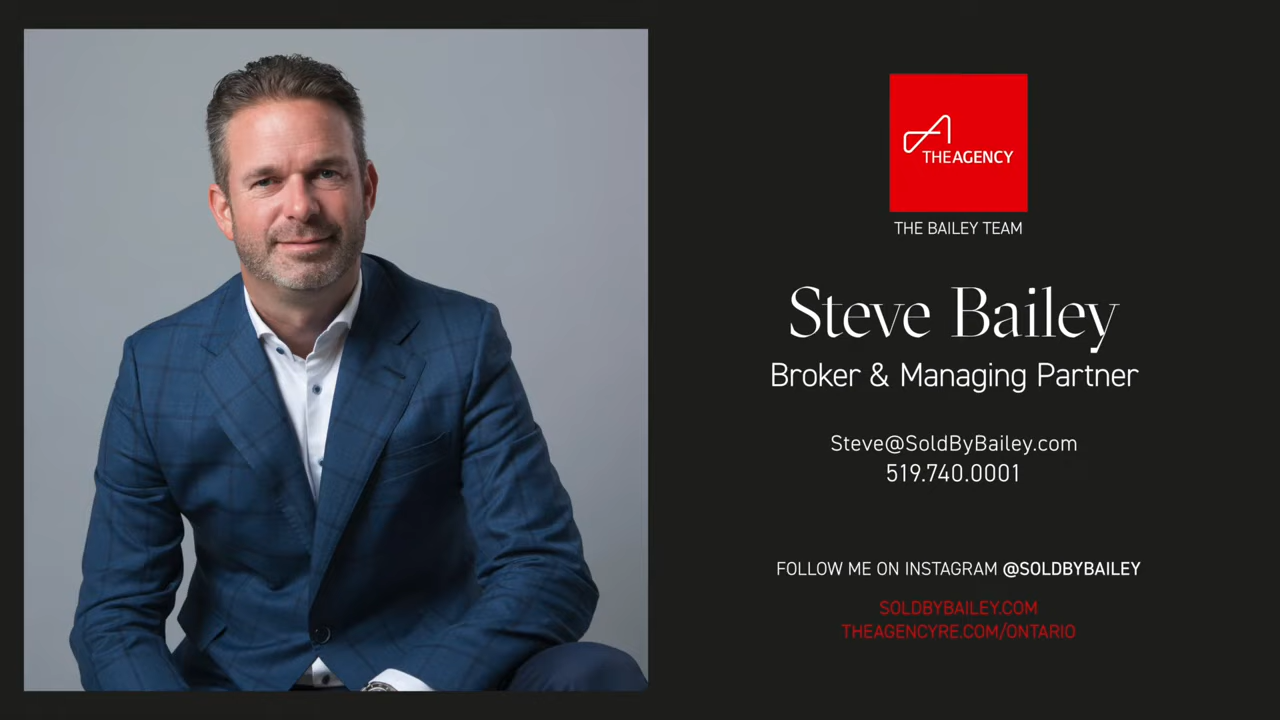 THEAGENCY
THE BAILEY TEAM
Steve Bailey
Broker & Managing Partner
Steve@SoldByBailey.com
519.740.0001
FOLLOW ME ON INSTAGRAM @SOLDBYBAILEY
SOLDBYBAILEY.COM
THEAGENCYRE.COM/ONTARIO